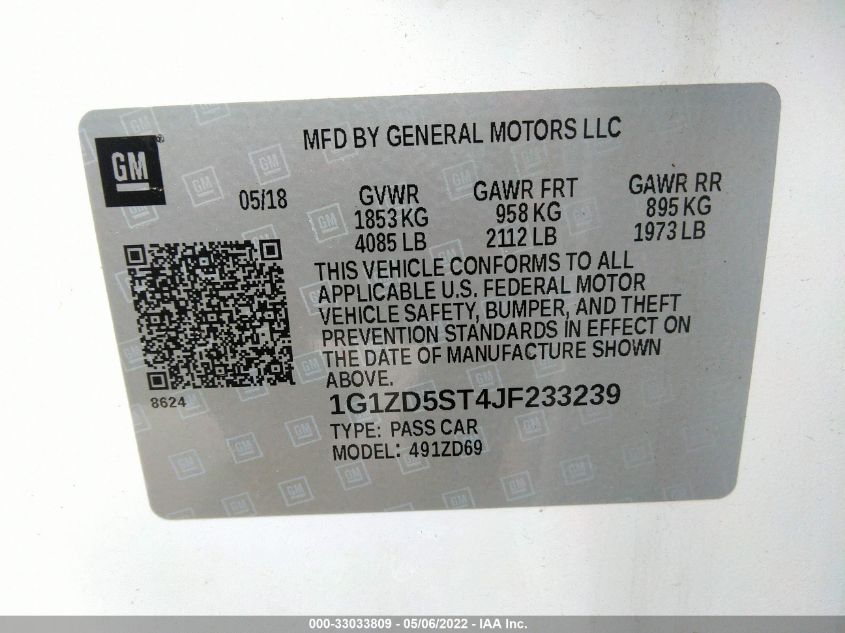 GM
MFD BY GENERAL MOTORS LLC
05/18 GVWR GAWR FRT GAWR RR
1853 KG 958 KG 895 KG
4085 LB 2112 LB 1973 LB
THIS VEHICLE CONFORMS TO ALL
APPLICABLE U.S. FEDERAL MOTOR
VEHICLE SAFETY, BUMPER, AND THEFT
PREVENTION STANDARDS IN EFFECT ON
THE DATE OF MANUFACTURE SHOWN
ABOVE.
8624
1G1ZD5ST4JF233239
TYPE: PASS CAR
MODEL: 491ZD69
000-33033809 - 05/06/2022 - IAA Inc.